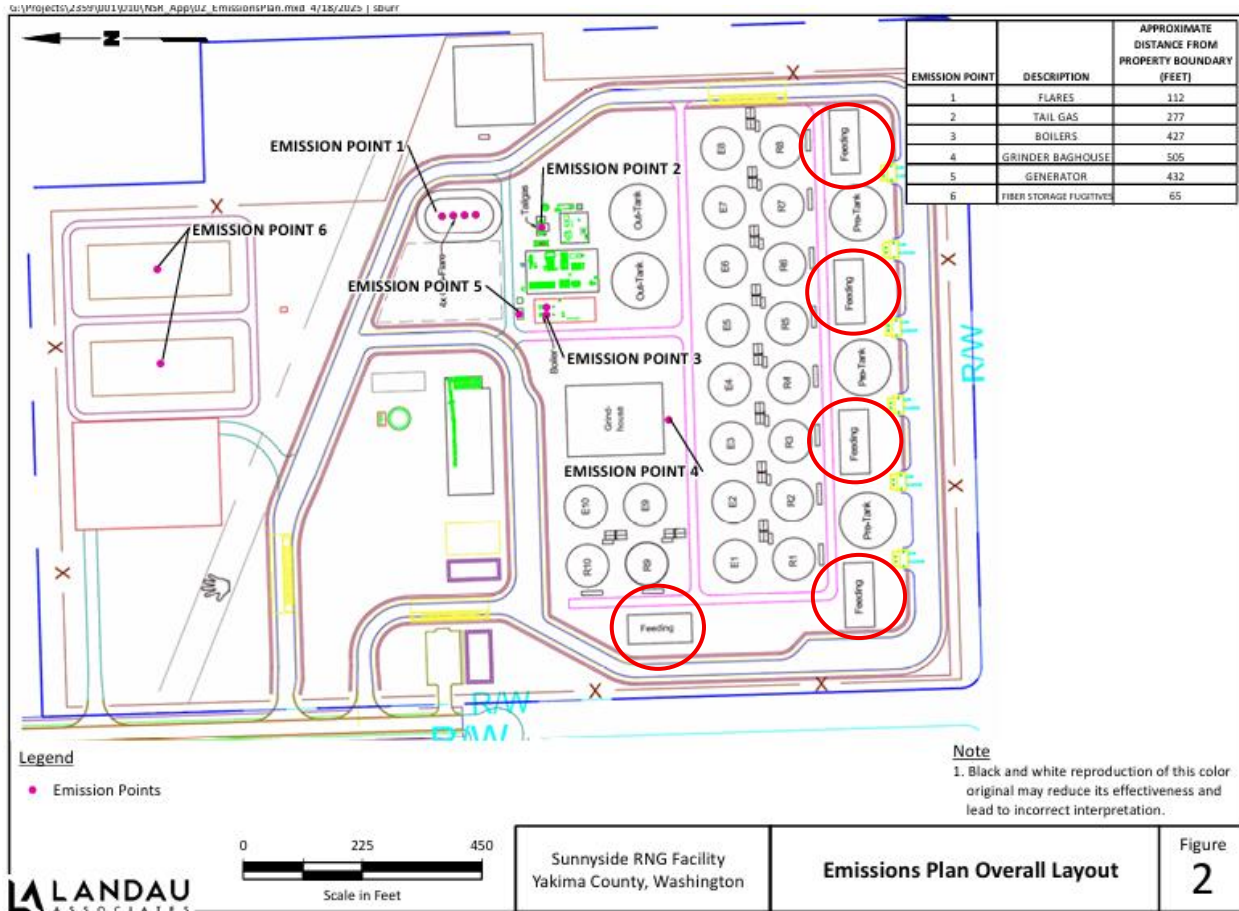 G:\Projects\2359\001\010\NSR_App\02_EmissionsPlan.mxd 4/18/2025 | sburr
N
EMISSION POINT
DESCRIPTION
APPROXIMATE
DISTANCE FROM
PROPERTY BOUNDARY
(FEET)
1 FLARES 112
2 TAIL GAS 277
3 BOILERS 427
4 GRINDER BAGHOUSE 505
5 GENERATOR 432
6 FIBER STORAGE FUGITIVES 65
EMISSION POINT 1
EMISSION POINT 2
EMISSION POINT 6
EMISSION POINT 5
EMISSION POINT 3
EMISSION POINT 4
Tailgas
Out-Tank
Out-Tank
Boiler
Grind-
house
E8
R8
Feeding
E7
R7
Pre-Tank
E6
R6
Feeding
E5
R5
E4
R4
Pre-Tank
E3
R3
Feeding
E2
R2
Pre-Tank
E1
R1
Feeding
E10
E9
R10
R9
Feeding
X
X
X
X
X
X
X
X
R/W
R/W
R/W
Legend
Emission Points
Note
1. Black and white reproduction of this color
original may reduce its effectiveness and
lead to incorrect interpretation.
0 225 450
Scale in Feet
LANDAU
ASSOCIATES
Sunnyside RNG Facility
Yakima County, Washington
Emissions Plan Overall Layout
Figure
2